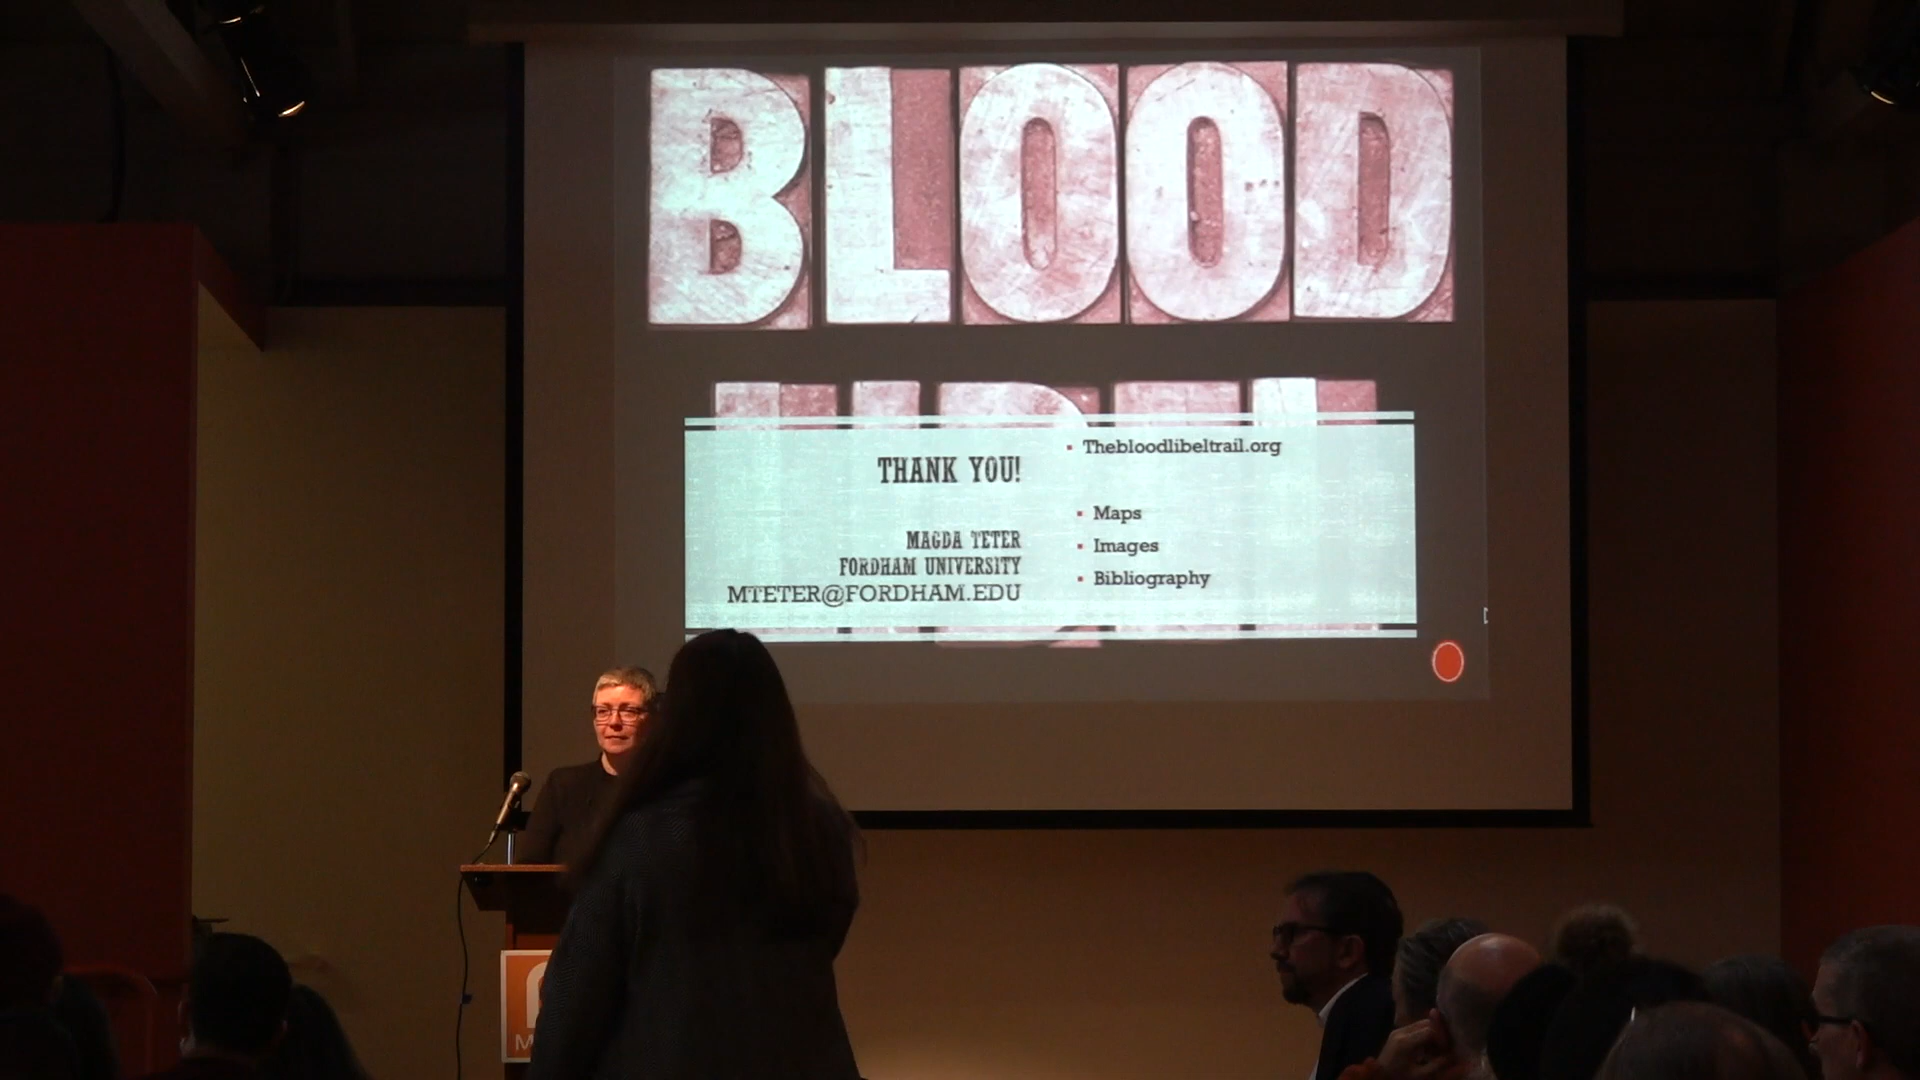 BLOOD
THANK YOU!
MAGDA TETER
FORDHAM UNIVERSITY
MTETER@FORDHAM.EDU
Thebloodlibeltrail.org
Maps
Images
Bibliography
M